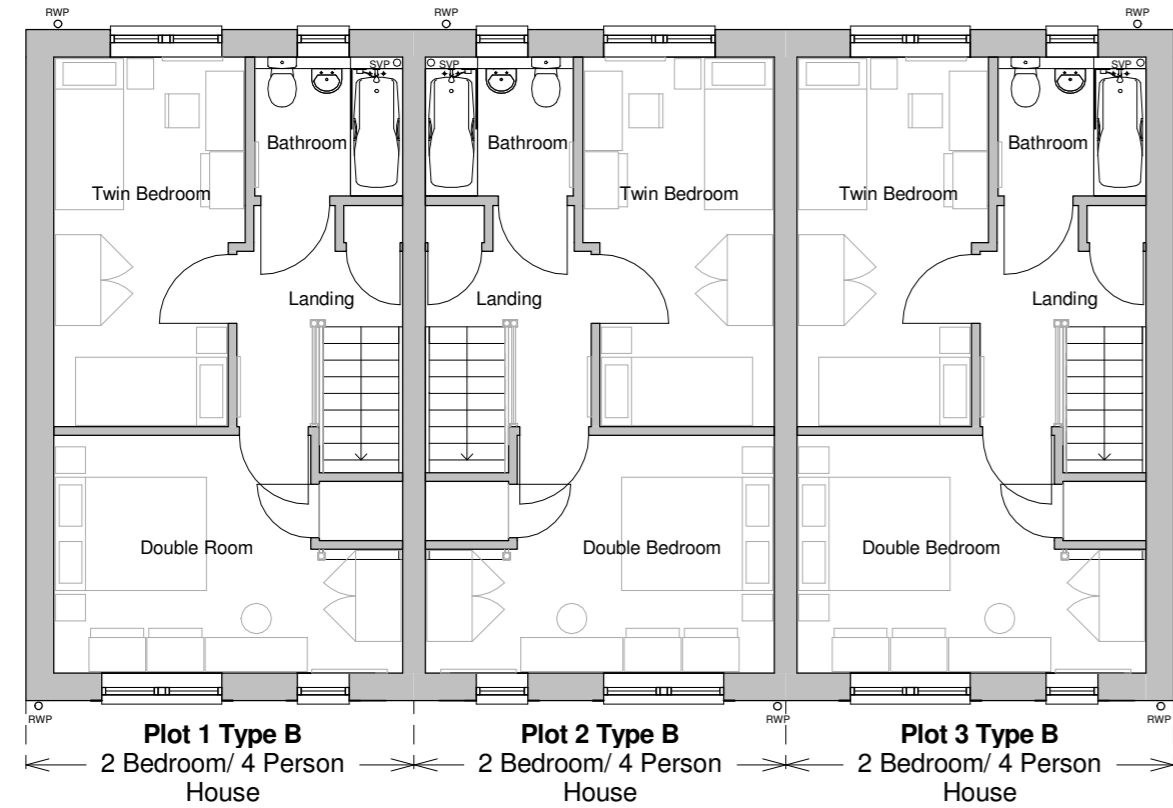 RWP
RWP
RWP
SVP
SVP
SVP
Bathroom
Bathroom
Bathroom
Twin Bedroom
Twin Bedroom
Twin Bedroom
Landing
Landing
Landing
Double Room
Double Bedroom
Double Bedroom
RWP
RWP
RWP
Plot 1 Type B
2 Bedroom/ 4 Person
House
Plot 2 Type B
2 Bedroom/ 4 Person
House
Plot 3 Type B
2 Bedroom/ 4 Person
House